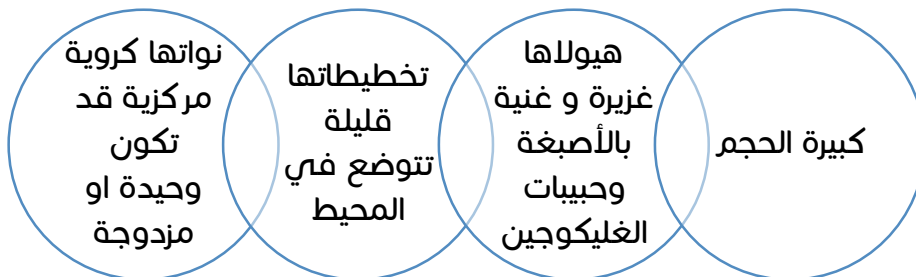 كبيرة الحجم
هيولاها
غزيرة و غنية
بالأصبغة
وحبيبات
الغليكوجين
تخطيطاتها
قليلة
تتوضع في
المحيط
نواتها كروية
مركزية قد
تكون
وحيدة او
مزدوجة